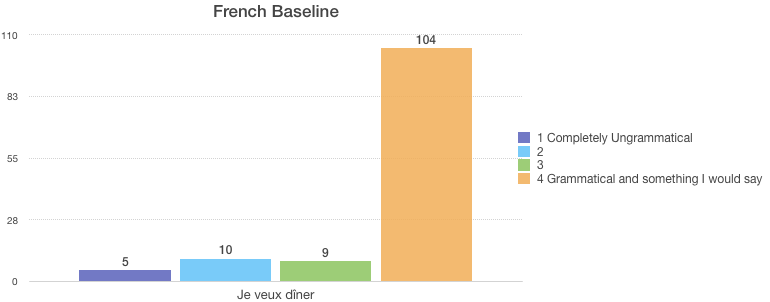 French Baseline
110
83
55
28
0
5
10
9
104
Je veux dîner
1 Completely Ungrammatical
2
3
4 Grammatical and something I would say